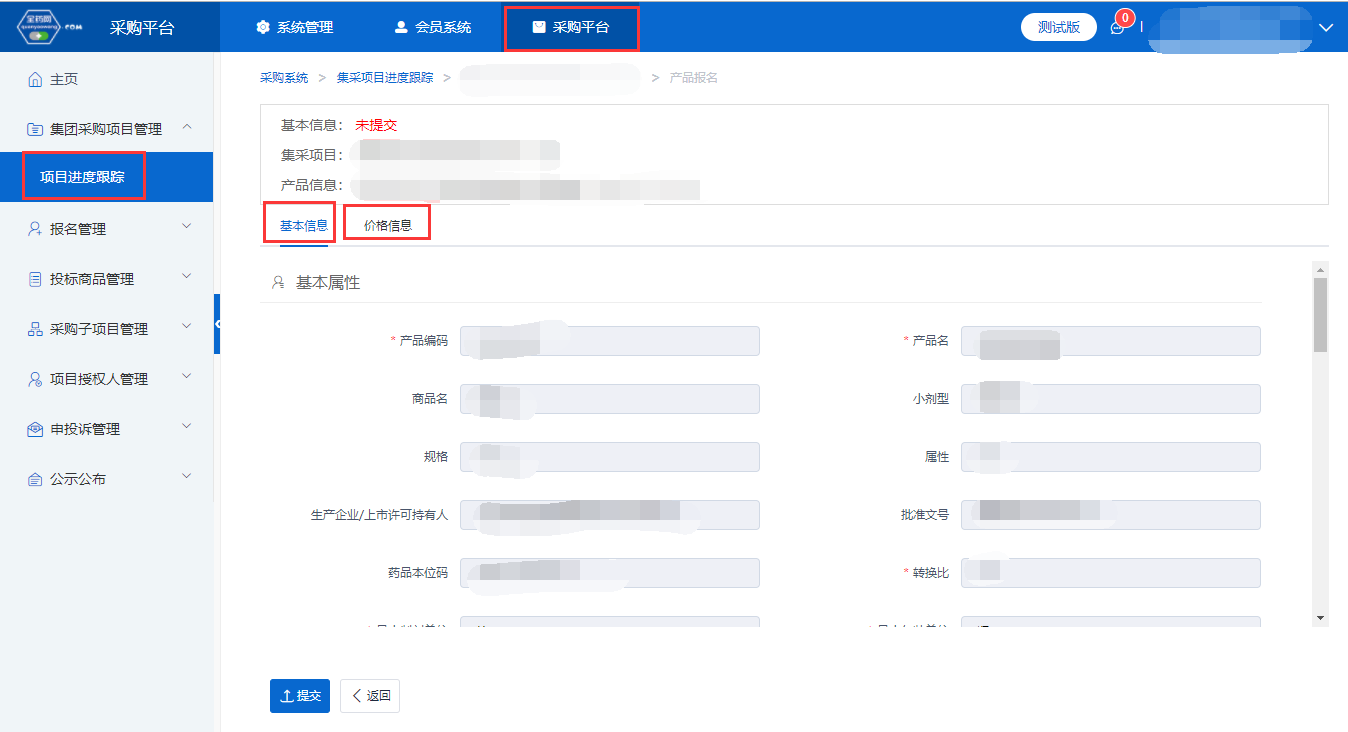 全药网
.COM
采购平台
系统管理
会员系统
采购平台
测试版
0
主页
集团采购项目管理
项目进度跟踪
报名管理
投标商品管理
采购子项目管理
项目授权人管理
申投诉管理
公示公布
采购系统 > 集采项目进度跟踪 > > 产品报名
基本信息： 未提交
集采项目：
产品信息：
基本信息 价格信息
基本属性
* 产品编码
* 产品名
商品名
小剂型
规格
属性
生产企业/上市许可持有人
批准文号
药品本位码
* 转换比
提交
返回